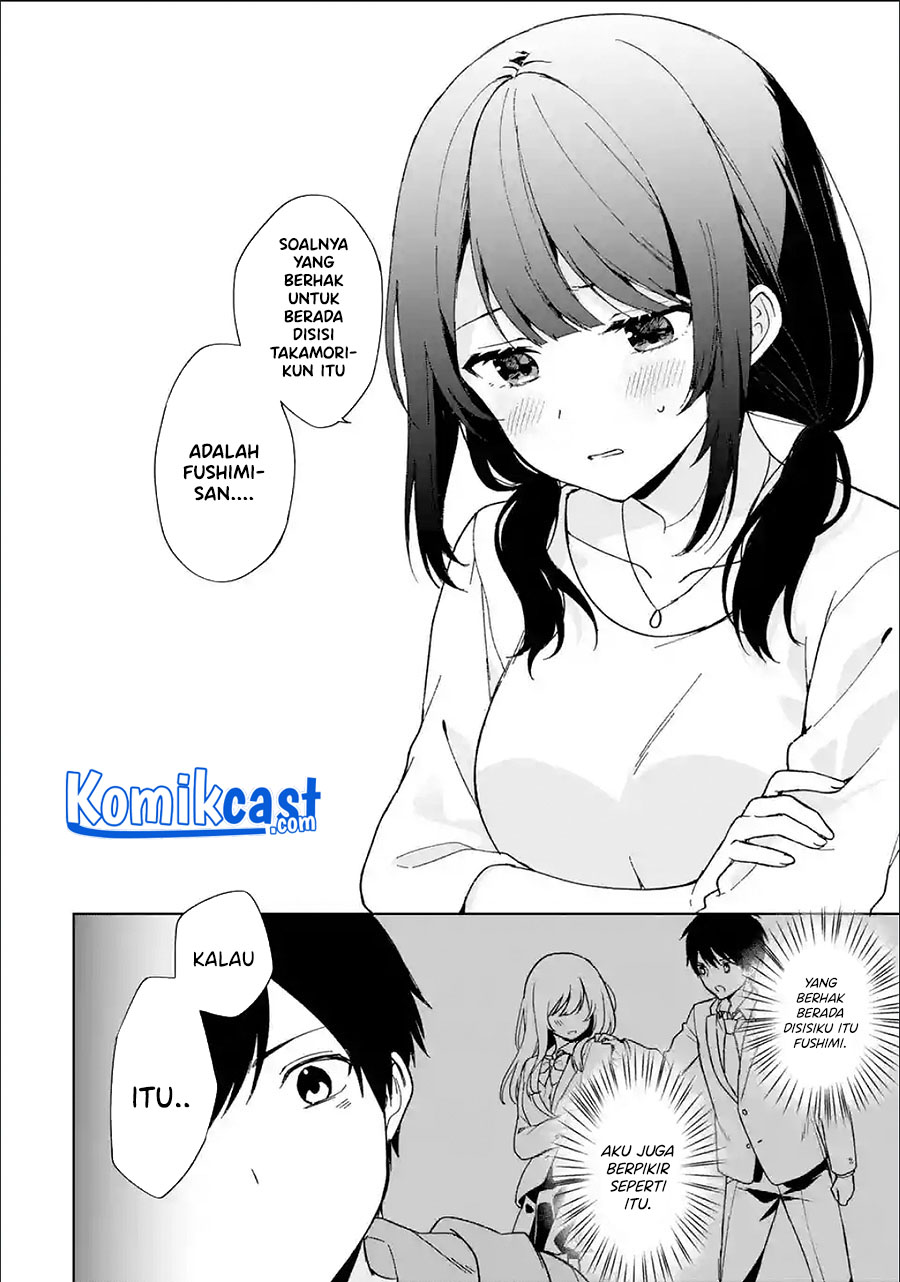 SOALNYA
YANG
BERHAK
UNTUK
BERADA
DISISI
TAKAMORI-
KUN ITU
ADALAH
FUSHIMI-
SAN....
Komikcast
.com
YANG
BERHAK
BERADA
DISISIKU ITU
FUSHIMI.
AKU JUGA
BERPIKIR
SEPERTI
ITU.
KALAU
ITU..